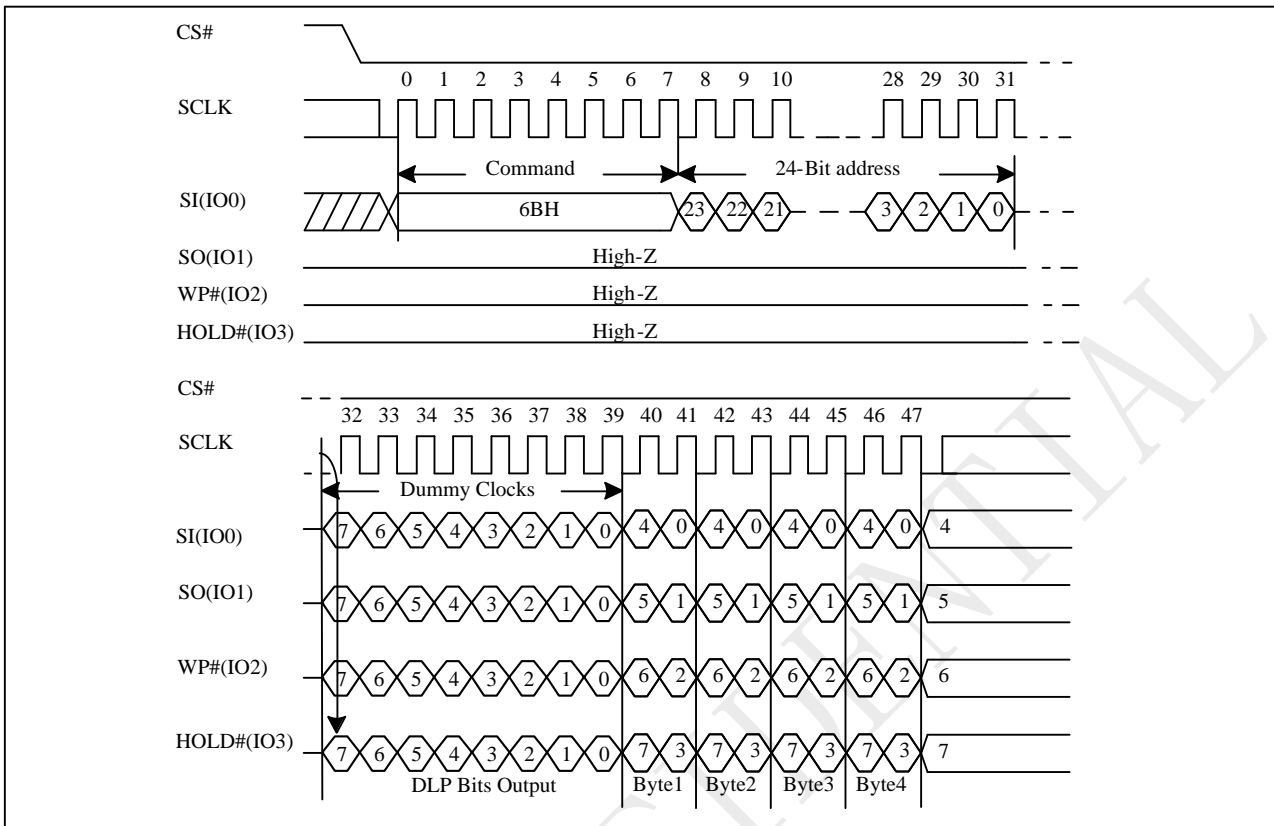 CS#
0 1 2 3 4 5 6 7 8 9 10 28 29 30 31
SCLK
Command 24-Bit address
SI(IO0) 6BH 23 22 21 3 2 1 0
SO(IO1) High-Z
WP#(IO2) High-Z
HOLD#(IO3) High-Z
CS#
32 33 34 35 36 37 38 39 40 41 42 43 44 45 46 47
SCLK
Dummy Clocks
SI(IO0) 7 6 5 4 3 2 1 0 4 0 4 0 4 0 4 0 4
SO(IO1) 7 6 5 4 3 2 1 0 5 1 5 1 5 1 5 1 5
WP#(IO2) 7 6 5 4 3 2 1 0 6 2 6 2 6 2 6 2 6
HOLD#(IO3) 7 6 5 4 3 2 1 0 7 3 7 3 7 3 7 3 7
DLP Bits Output Byte1 Byte2 Byte3 Byte4